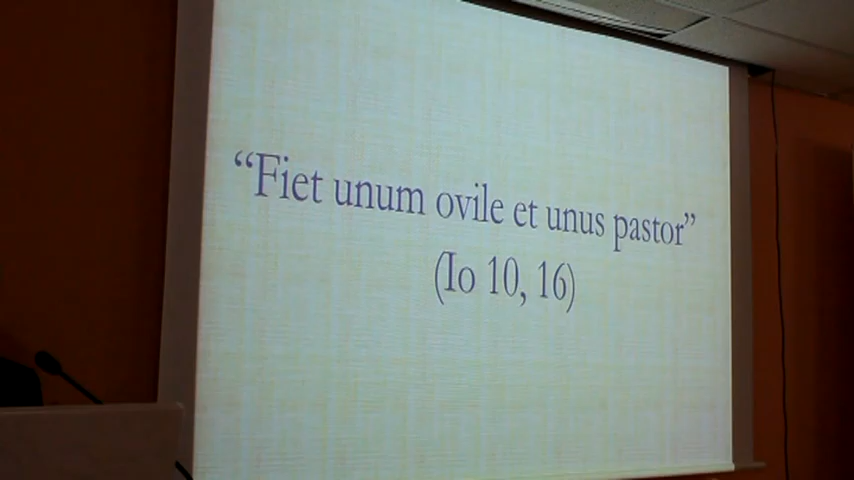 “Fiet unum ovile et unus pastor”
(Io 10, 16)